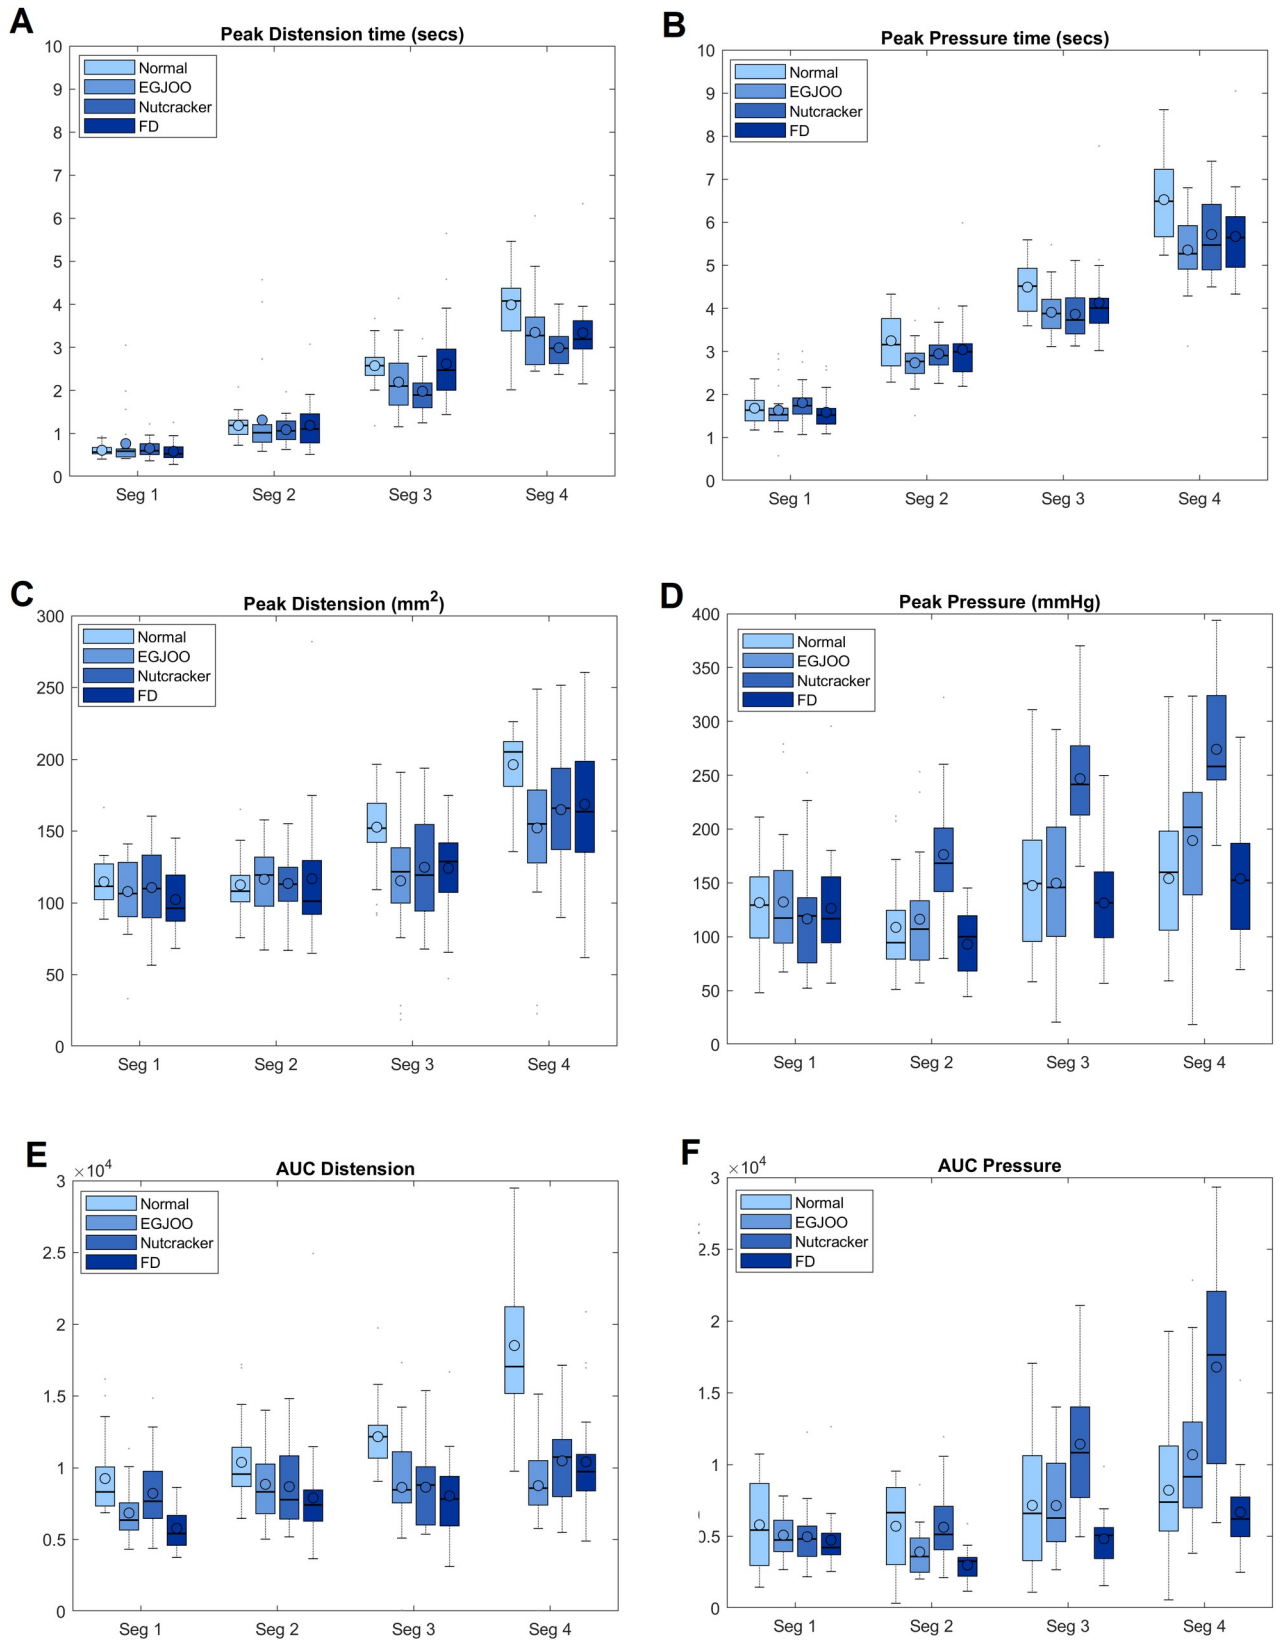 A
Peak Distension time (secs)
10
9
8
7
6
5
4
3
2
1
0
Normal
EGJOO
Nutcracker
FD
Seg 1
Seg 2
Seg 3
Seg 4
B
Peak Pressure time (secs)
10
9
8
7
6
5
4
3
2
1
0
Normal
EGJOO
Nutcracker
FD
Seg 1
Seg 2
Seg 3
Seg 4
C
Peak Distension (mm²)
300
250
200
150
100
50
0
Normal
EGJOO
Nutcracker
FD
Seg 1
Seg 2
Seg 3
Seg 4
D
Peak Pressure (mmHg)
400
350
300
250
200
150
100
50
0
Normal
EGJOO
Nutcracker
FD
Seg 1
Seg 2
Seg 3
Seg 4
E
×10⁴
AUC Distension
3
2.5
2
1.5
1
0.5
0
Normal
EGJOO
Nutcracker
FD
Seg 1
Seg 2
Seg 3
Seg 4
F
×10⁴
AUC Pressure
3
2.5
2
1.5
1
0.5
0
Normal
EGJOO
Nutcracker
FD
Seg 1
Seg 2
Seg 3
Seg 4